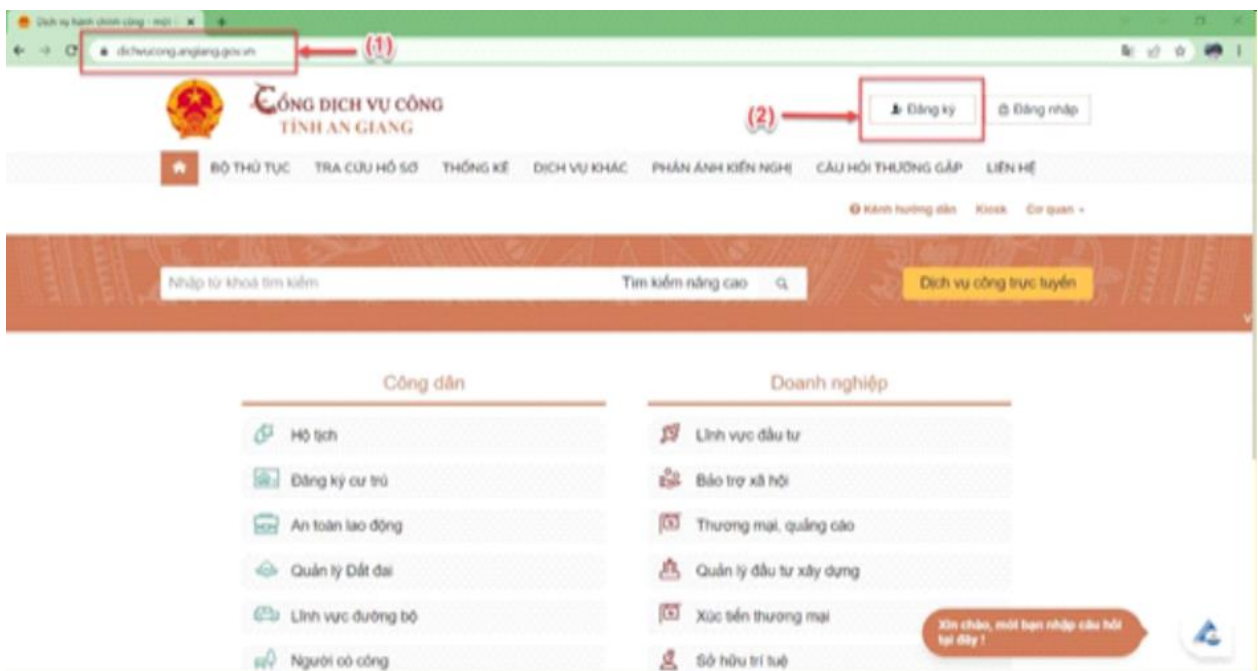 Dịch vụ hành chính công - một
dichvucong.angiang.gov.vn
(1)
CỔNG DỊCH VỤ CÔNG
TỈNH AN GIANG
(2)
Đăng ký
Đăng nhập
BỘ THỦ TỤC TRA CỨU HỒ SƠ THỐNG KÊ DỊCH VỤ KHÁC PHẢN ÁNH KIẾN NGHỊ CÂU HỎI THƯỜNG GẶP LIÊN HỆ
Kênh hướng dẫn Kiosk Cơ quan
Nhập từ khoá tìm kiếm Tìm kiếm nâng cao Dịch vụ công trực tuyến
V
Công dân
Hộ tịch
Đăng ký cư trú
An toàn lao động
Quản lý Đất đai
Lĩnh vực đường bộ
Người có công
Doanh nghiệp
Lĩnh vực đầu tư
Bảo trợ xã hội
Thương mại, quảng cáo
Quản lý đầu tư xây dựng
Xúc tiến thương mại
Sở hữu trí tuệ
Xin chào, mời bạn nhập câu hỏi
tại đây !